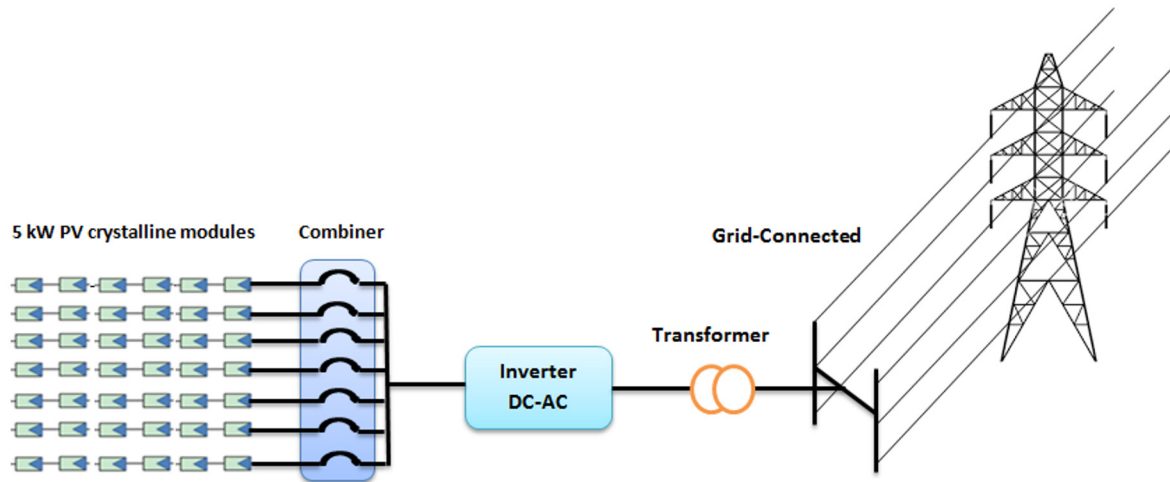 5 kW PV crystalline modules
Combiner
Grid-Connected
Transformer
Inverter
DC-AC